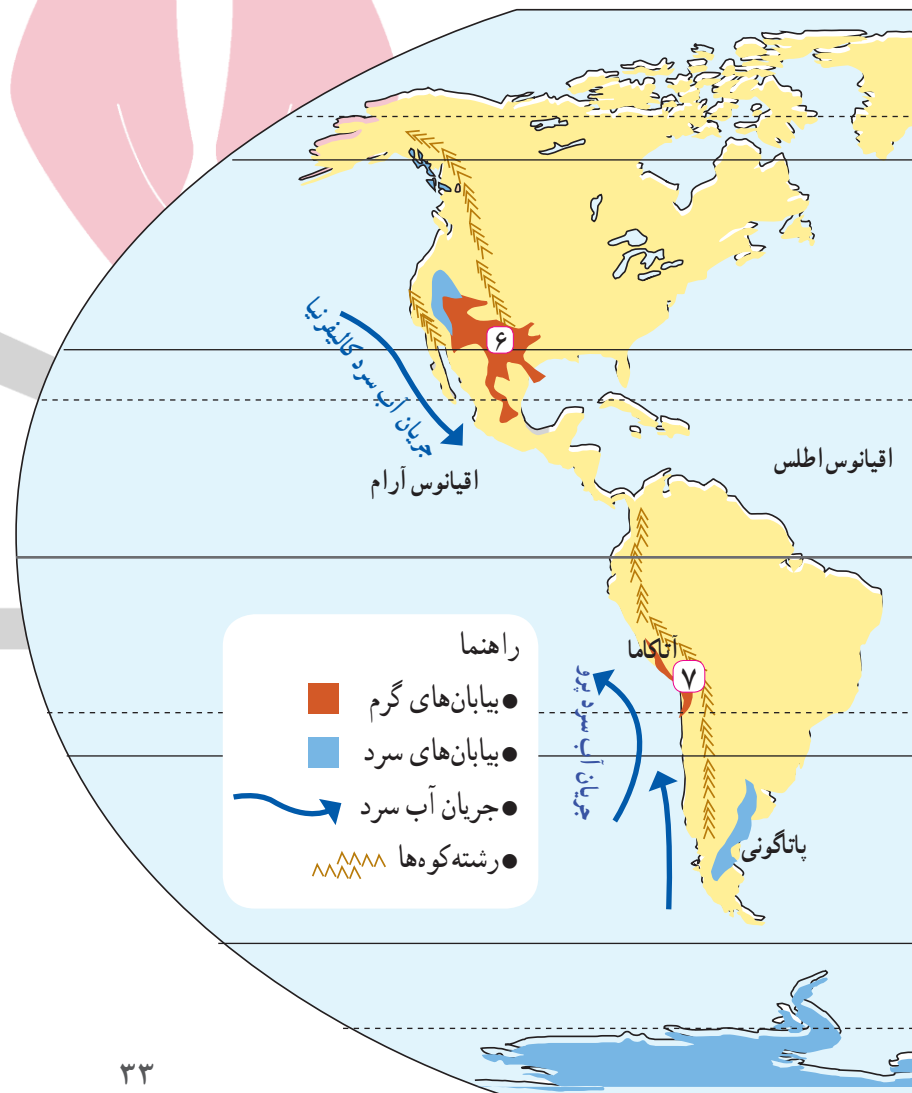 جریان آب سرد کالیفرنیا
۶
اقیانوس اطلس
اقیانوس آرام
آتاکاما
۷
جریان آب سرد پرو
پاتاگونی
راهنما
● بیابان‌های گرم
● بیابان‌های سرد
● جریان آب سرد
● رشته‌کوه‌ها
۳۳